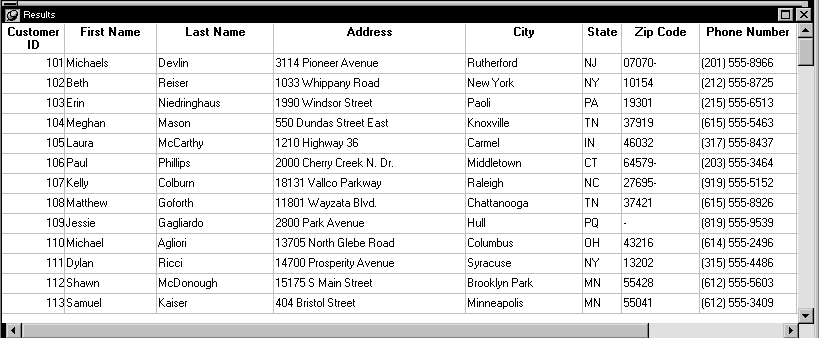 Results
Customer ID First Name Last Name Address City State Zip Code Phone Number
101 Michaels Devlin 3114 Pioneer Avenue Rutherford NJ 07070- (201) 555-8966
102 Beth Reiser 1033 Whippany Road New York NY 10154 (212) 555-8725
103 Erin Niedringhaus 1990 Windsor Street Paoli PA 19301 (215) 555-6513
104 Meghan Mason 550 Dundas Street East Knoxville TN 37919 (615) 555-5463
105 Laura McCarthy 1210 Highway 36 Carmel IN 46032 (317) 555-8437
106 Paul Phillips 2000 Cherry Creek N. Dr. Middletown CT 64579- (203) 555-3464
107 Kelly Colburn 18131 Vallco Parkway Raleigh NC 27695- (919) 555-5152
108 Matthew Goforth 11801 Wayzata Blvd. Chattanooga TN 37421 (615) 555-8926
109 Jessie Gagliardo 2800 Park Avenue Hull PQ - (819) 555-9539
110 Michael Agliori 13705 North Glebe Road Columbus OH 43216 (614) 555-2496
111 Dylan Ricci 14700 Prosperity Avenue Syracuse NY 13202 (315) 555-4486
112 Shawn McDonough 15175 S Main Street Brooklyn Park MN 55428 (612) 555-5603
113 Samuel Kaiser 404 Bristol Street Minneapolis MN 55041 (612) 555-3409